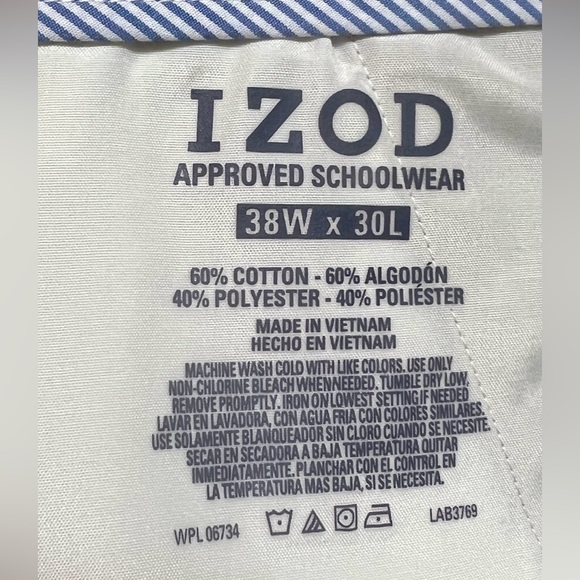 IZOD
APPROVED SCHOOLWEAR
38W x 30L
60% COTTON - 60% ALGODÓN
40% POLYESTER - 40% POLIÉSTER
MADE IN VIETNAM
HECHO EN VIETNAM
MACHINE WASH COLD WITH LIKE COLORS. USE ONLY
NON-CHLORINE BLEACH WHEN NEEDED. TUMBLE DRY LOW,
REMOVE PROMPTLY. IRON ON LOWEST SETTING IF NEEDED
LAVAR EN LAVADORA, CON AGUA FRIA CON COLORES SIMILARES.
USE SOLAMENTE BLANQUEADOR SIN CLORO CUANDO SE NECESITE.
SECAR EN SECADORA A BAJA TEMPERATURA QUITAR
INMEDIATAMENTE. PLANCHAR CON EL CONTROL EN
LA TEMPERATURA MAS BAJA, SI SE NECESITA.
WPL 06734 LAB3769